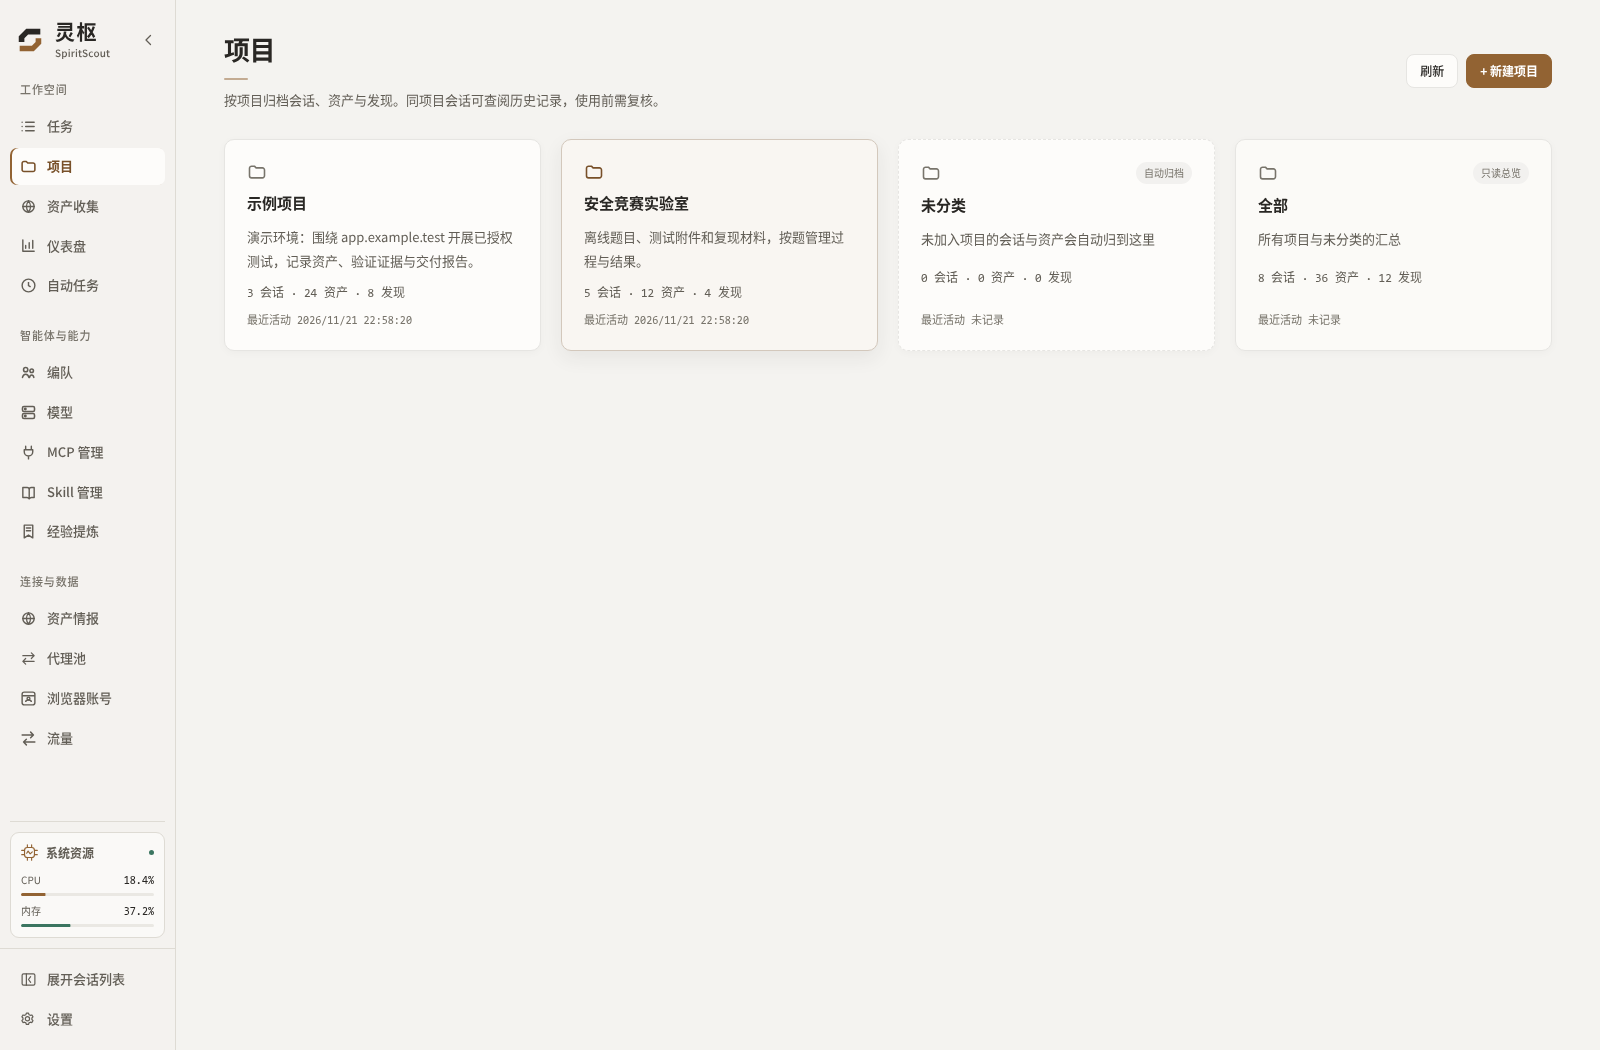 灵枢
SpiritScout
工作空间
任务
项目
资产收集
仪表盘
自动任务
智能体与能力
编队
模型
MCP 管理
Skill 管理
经验提炼
连接与数据
资产情报
代理池
浏览器账号
流量
系统资源
CPU 18.4%
内存 37.2%
展开会话列表
设置
项目
按项目归档会话、资产与发现。同项目会话可查阅历史记录，使用前需复核。
刷新
+ 新建项目
示例项目
演示环境：围绕 app.example.test 开展已授权
测试，记录资产、验证证据与交付报告。
3 会话 · 24 资产 · 8 发现
最近活动 2026/11/21 22:58:20
安全竞赛实验室
离线题目、测试附件和复现材料，按题管理过
程与结果。
5 会话 · 12 资产 · 4 发现
最近活动 2026/11/21 22:58:20
自动归档
未分类
未加入项目的会话与资产会自动归到这里
0 会话 · 0 资产 · 0 发现
最近活动 未记录
只读总览
全部
所有项目与未分类的汇总
8 会话 · 36 资产 · 12 发现
最近活动 未记录